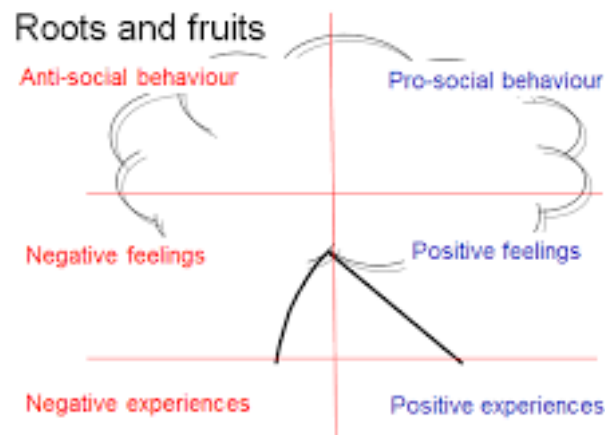 Roots and fruits
Anti-social behaviour
Pro-social behaviour
Negative feelings
Positive feelings
Negative experiences
Positive experiences